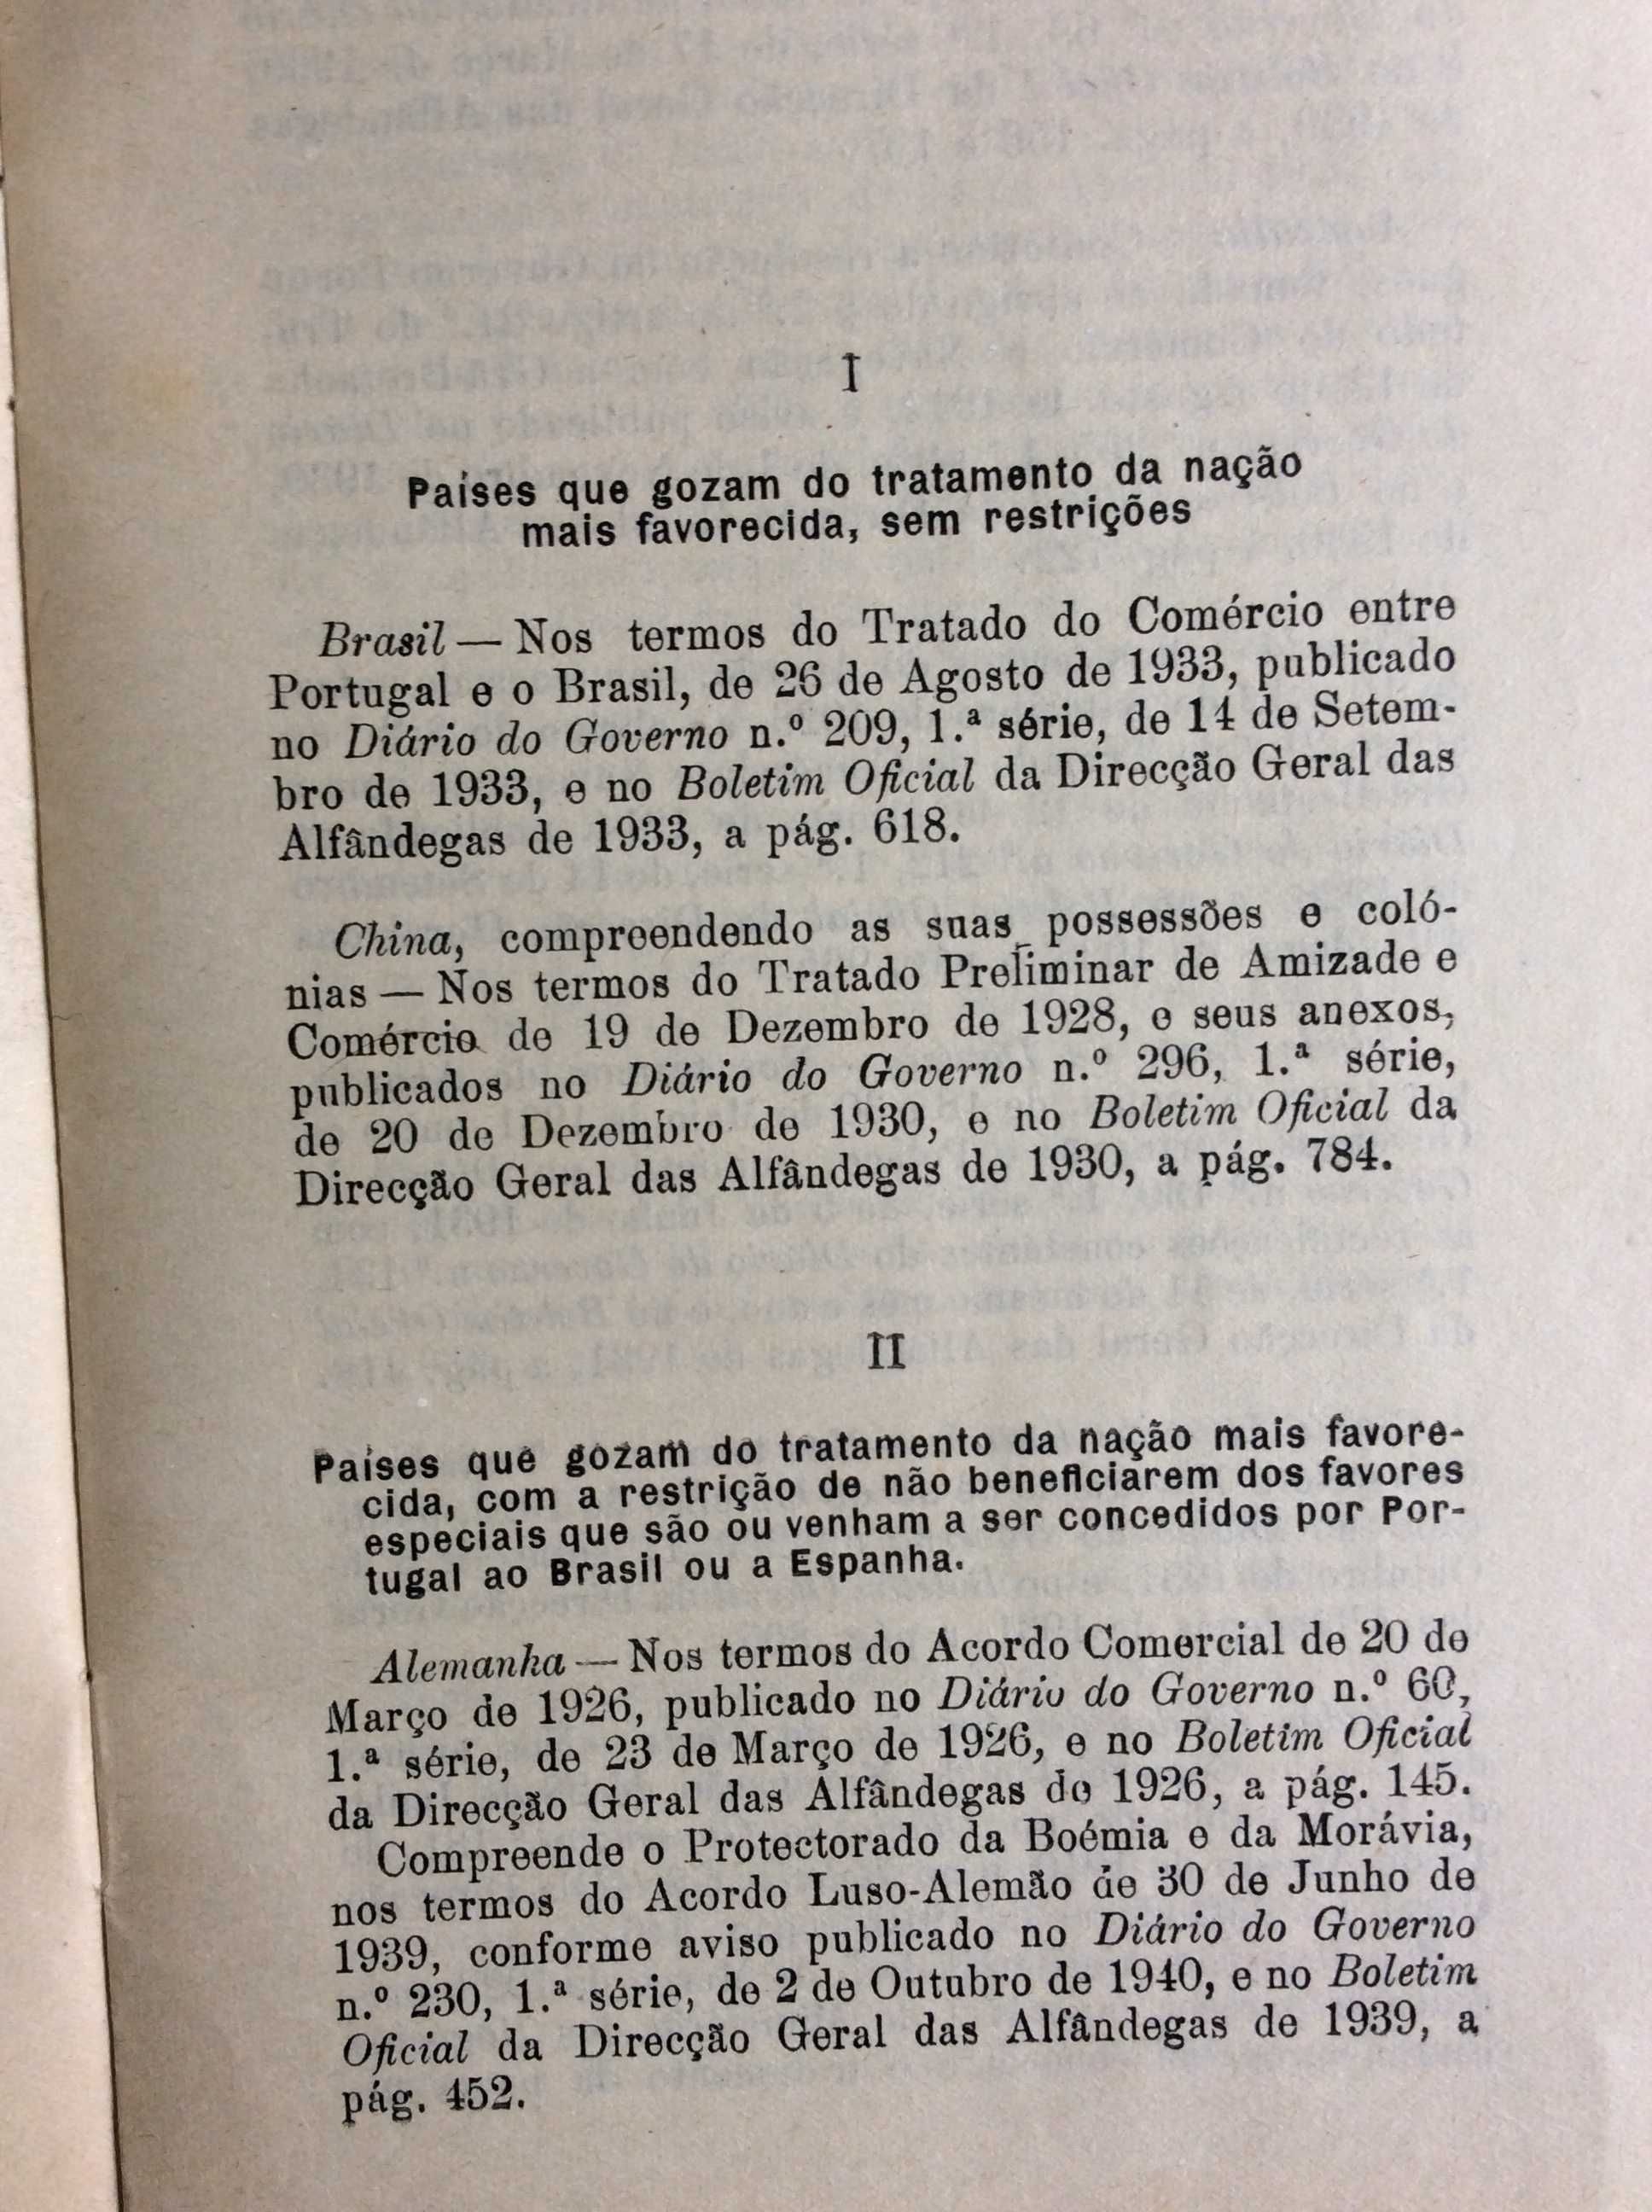 I
Países que gozam do tratamento da nação
mais favorecida, sem restrições
Brasil — Nos termos do Tratado do Comércio entre
Portugal e o Brasil, de 26 de Agosto de 1933, publicado
no Diário do Governo n.º 209, 1.ª série, de 14 de Setem-
bro de 1933, e no Boletim Oficial da Direcção Geral das
Alfândegas de 1933, a pág. 618.
China, compreendendo as suas possessões e coló-
nias — Nos termos do Tratado Preliminar de Amizade e
Comércio de 19 de Dezembro de 1928, e seus anexos,
publicados no Diário do Governo n.º 296, 1.ª série,
de 20 de Dezembro de 1930, e no Boletim Oficial da
Direcção Geral das Alfândegas de 1930, a pág. 784.
II
Países que gozam do tratamento da nação mais favore-
cida, com a restrição de não beneficiarem dos favores
especiais que são ou venham a ser concedidos por Por-
tugal ao Brasil ou a Espanha.
Alemanha — Nos termos do Acordo Comercial de 20 de
Março de 1926, publicado no Diário do Governo n.º 60,
1.ª série, de 23 de Março de 1926, e no Boletim Oficial
da Direcção Geral das Alfândegas de 1926, a pág. 145.
Compreende o Protectorado da Boémia e da Morávia,
nos termos do Acordo Luso-Alemão de 30 de Junho de
1939, conforme aviso publicado no Diário do Governo
n.º 230, 1.ª série, de 2 de Outubro de 1940, e no Boletim
Oficial da Direcção Geral das Alfândegas de 1939, a
pág. 452.